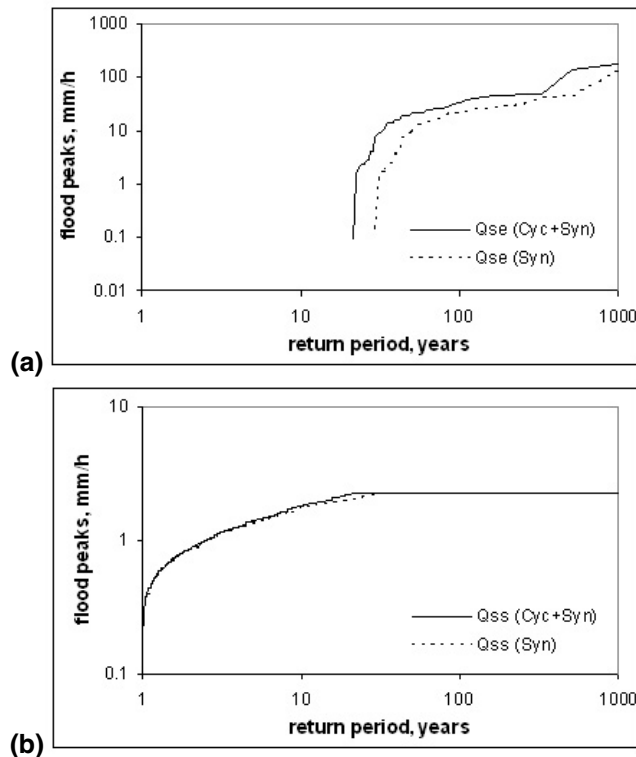 1000
100
10
1
0.1
0.01
flood peaks, mm/h
Qse (Cyc+Syn)
Qse (Syn)
1 10 100 1000
return period, years
(a)
10
1
0.1
flood peaks, mm/h
Qss (Cyc+Syn)
Qss (Syn)
1 10 100 1000
return period, years
(b)